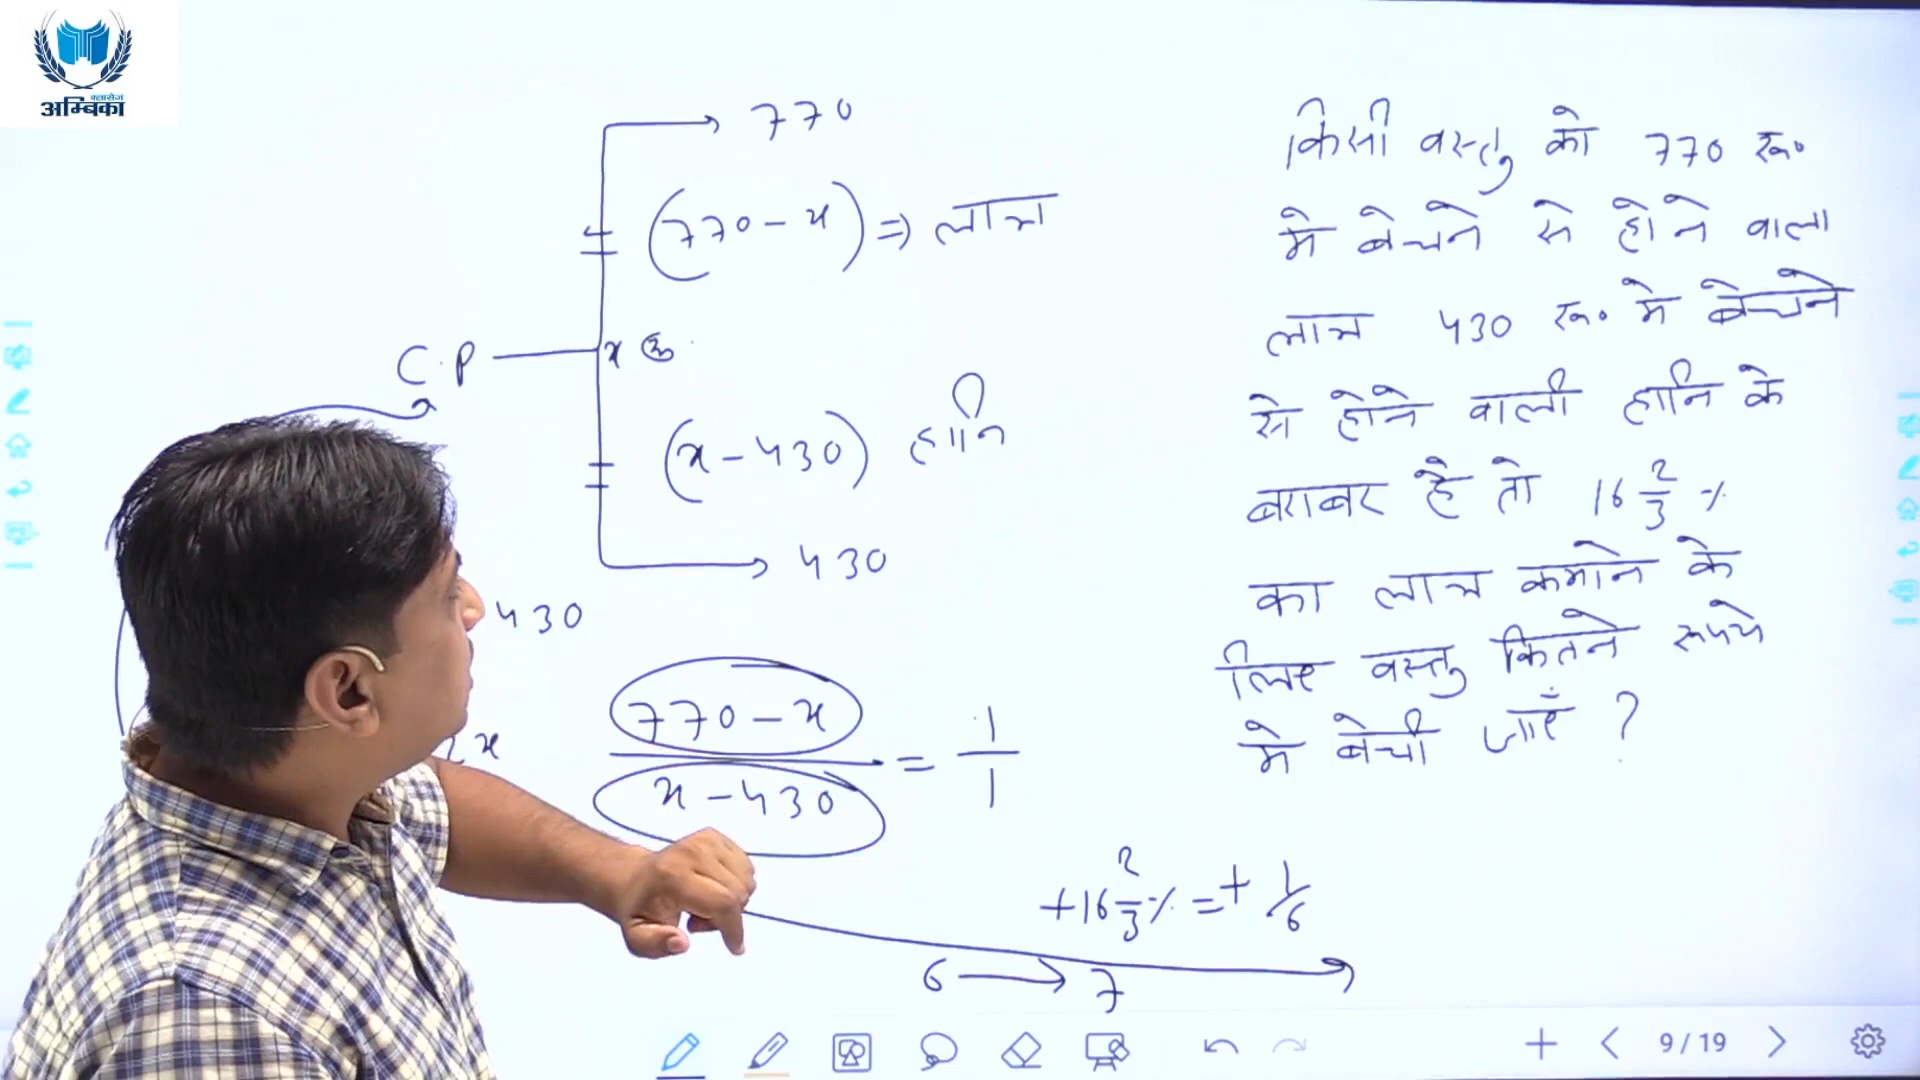 क्लासेज
अम्बिका
770
(770 - x) ⇒ लाभ
C.P
x ₹
(x - 430) हानि
430
430
2x
770 - x
x - 430
= 1
1
+16 2/3 % = + 1/6
6 → 7
किसी वस्तु को 770 रू०
मे बेचने से होने वाला
लाभ 430 रू० मे बेचने
से होने वाली हानि के
बराबर है तो 16 2/3 %
का लाभ कमाने के
लिए वस्तु कितने रूपये
मे बेची जाएँ ?
9/19